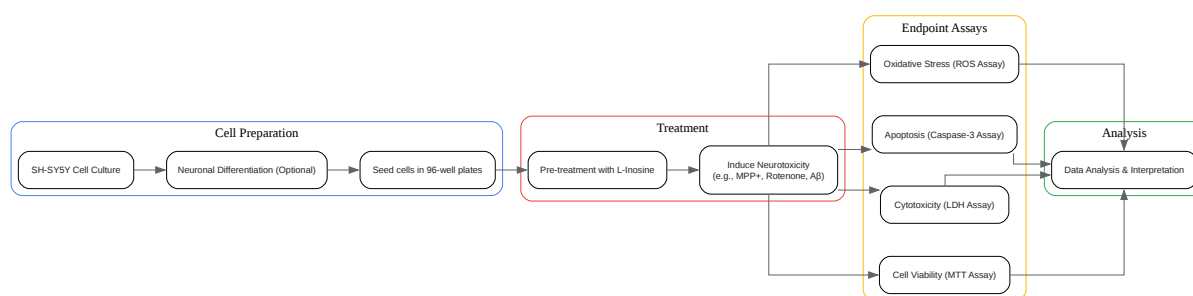 Cell Preparation
SH-SY5Y Cell Culture
Neuronal Differentiation (Optional)
Seed cells in 96-well plates
Treatment
Pre-treatment with L-Inosine
Induce Neurotoxicity
(e.g., MPP+, Rotenone, Aβ)
Endpoint Assays
Oxidative Stress (ROS Assay)
Apoptosis (Caspase-3 Assay)
Cytotoxicity (LDH Assay)
Cell Viability (MTT Assay)
Analysis
Data Analysis & Interpretation